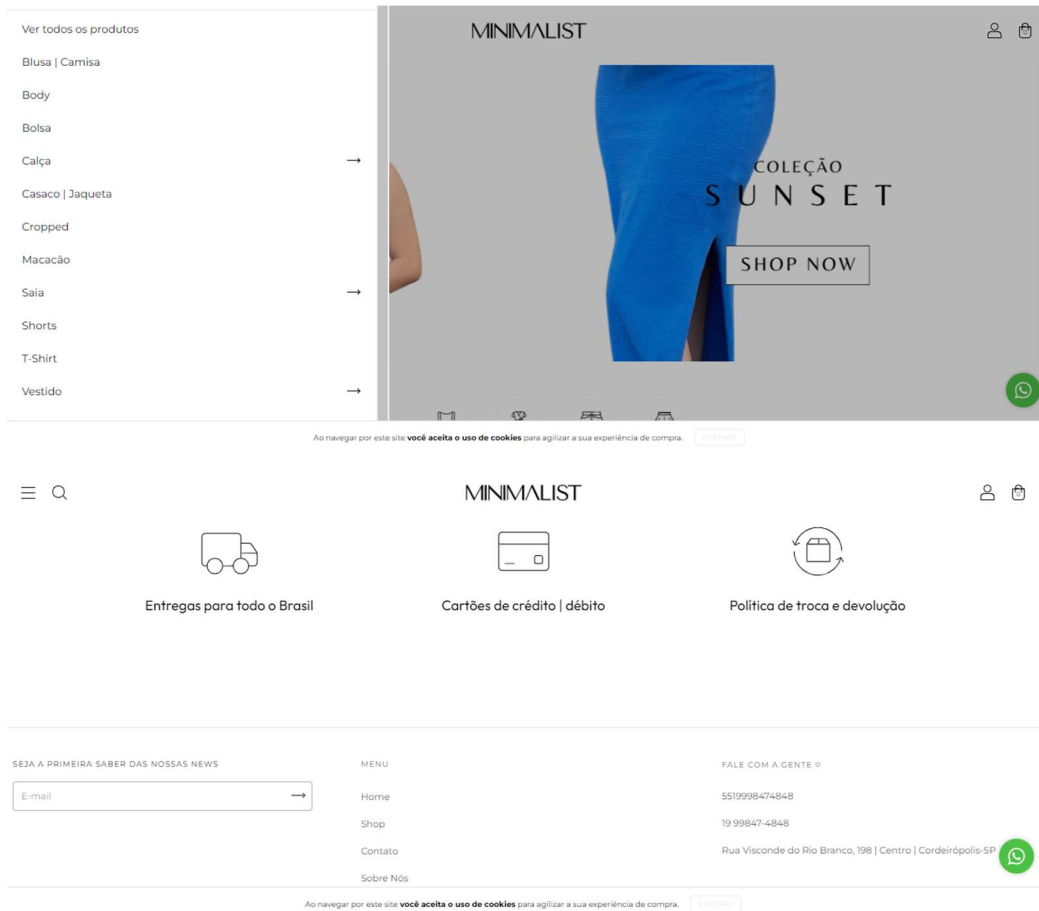 Ver todos os produtos
Blusa | Camisa
Body
Bolsa
Calça
Casaco | Jaqueta
Cropped
Macacão
Saia
Shorts
T-Shirt
Vestido
MINIMALIST
COLEÇÃO
SUNSET
SHOP NOW
Ao navegar por este site você aceita o uso de cookies para agilizar a sua experiência de compra. ENTENDI
MINIMALIST
Entregas para todo o Brasil
Cartões de crédito | débito
Política de troca e devolução
SEJA A PRIMEIRA SABER DAS NOSSAS NEWS
E-mail
MENU
Home
Shop
Contato
Sobre Nós
FALE COM A GENTE ♡
5519998474848
19 99847-4848
Rua Visconde do Rio Branco, 198 | Centro | Cordeirópolis-SP
Ao navegar por este site você aceita o uso de cookies para agilizar a sua experiência de compra. ENTENDI